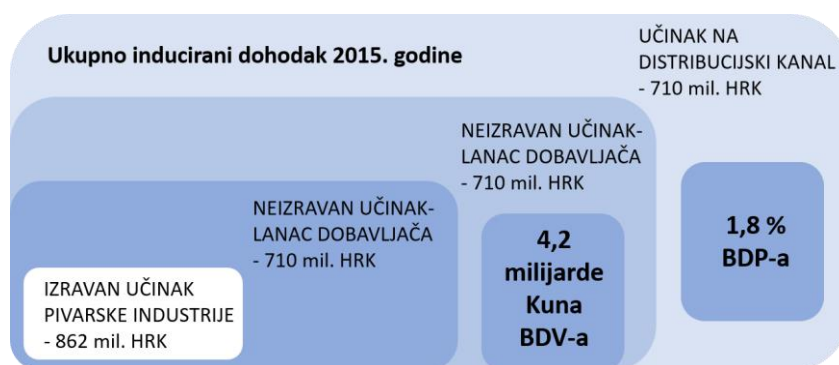 Ukupno inducirani dohodak 2015. godine
UČINAK NA
DISTRIBUCIJSKI KANAL
- 710 mil. HRK
NEIZRAVAN UČINAK-
LANAC DOBAVLJAČA
- 710 mil. HRK
NEIZRAVAN UČINAK-
LANAC DOBAVLJAČA
- 710 mil. HRK
IZRAVAN UČINAK
PIVARSKE INDUSTRIJE
- 862 mil. HRK
4,2
milijarde
Kuna
BDV-a
1,8 %
BDP-a